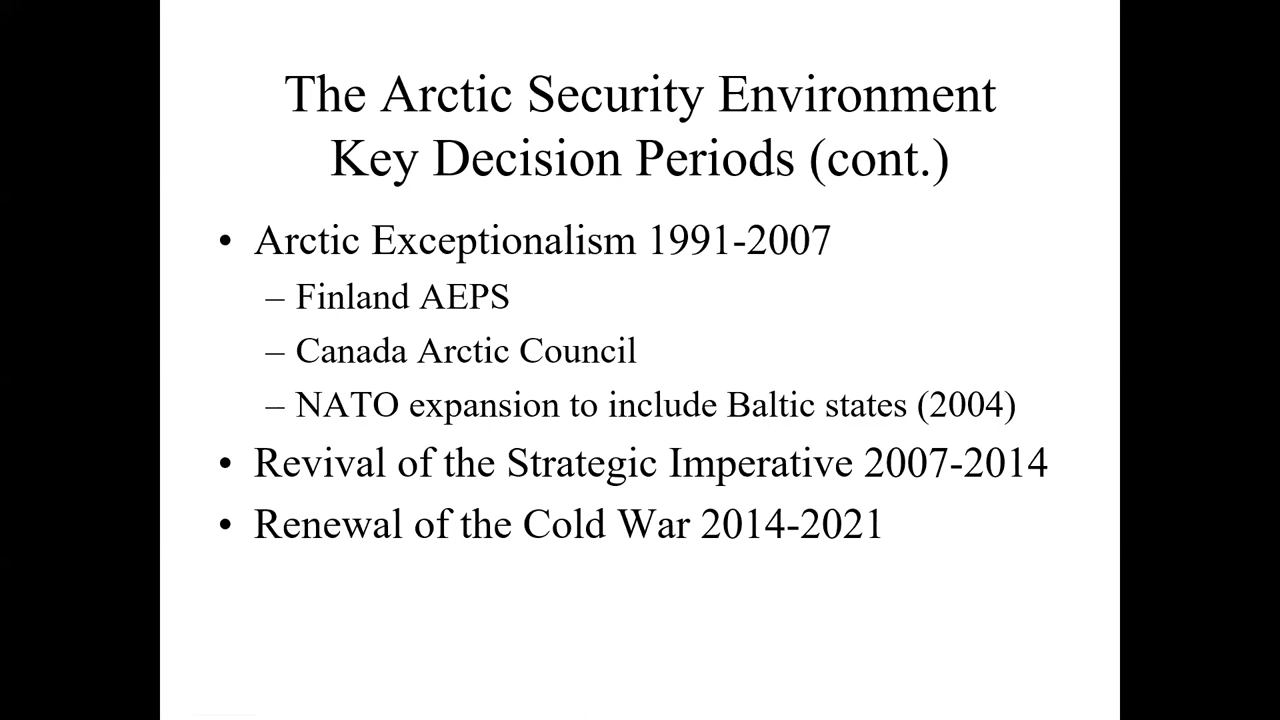 The Arctic Security Environment
Key Decision Periods (cont.)
• Arctic Exceptionalism 1991-2007
– Finland AEPS
– Canada Arctic Council
– NATO expansion to include Baltic states (2004)
• Revival of the Strategic Imperative 2007-2014
• Renewal of the Cold War 2014-2021